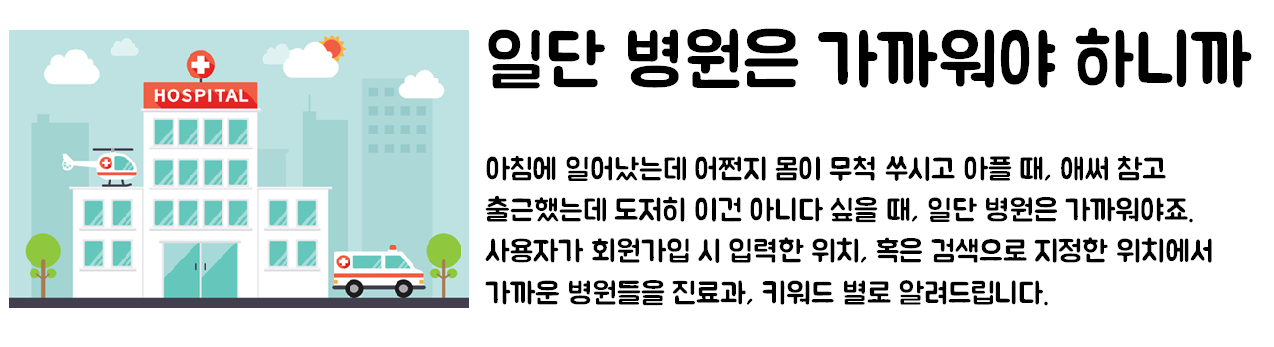 HOSPITAL
일단 병원은 가까워야 하니까
아침에 일어났는데 어쩐지 몸이 무척 쑤시고 아플 때, 애써 참고
출근했는데 도저히 이건 아니다 싶을 때, 일단 병원은 가까워야죠.
사용자가 회원가입 시 입력한 위치, 혹은 검색으로 지정한 위치에서
가까운 병원들을 진료과, 키워드 별로 알려드립니다.